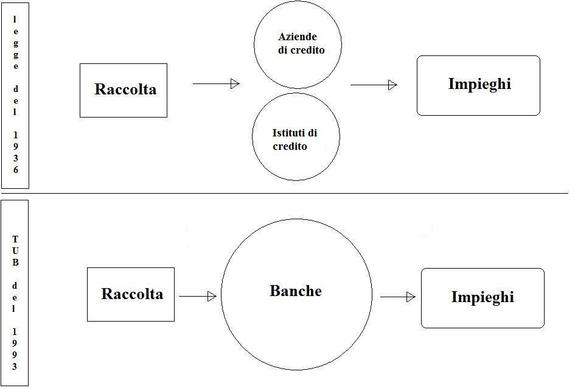 legge del 1936
Raccolta
Aziende
di credito
Istituti di
credito
Impieghi
TUB del 1993
Raccolta
Banche
Impieghi